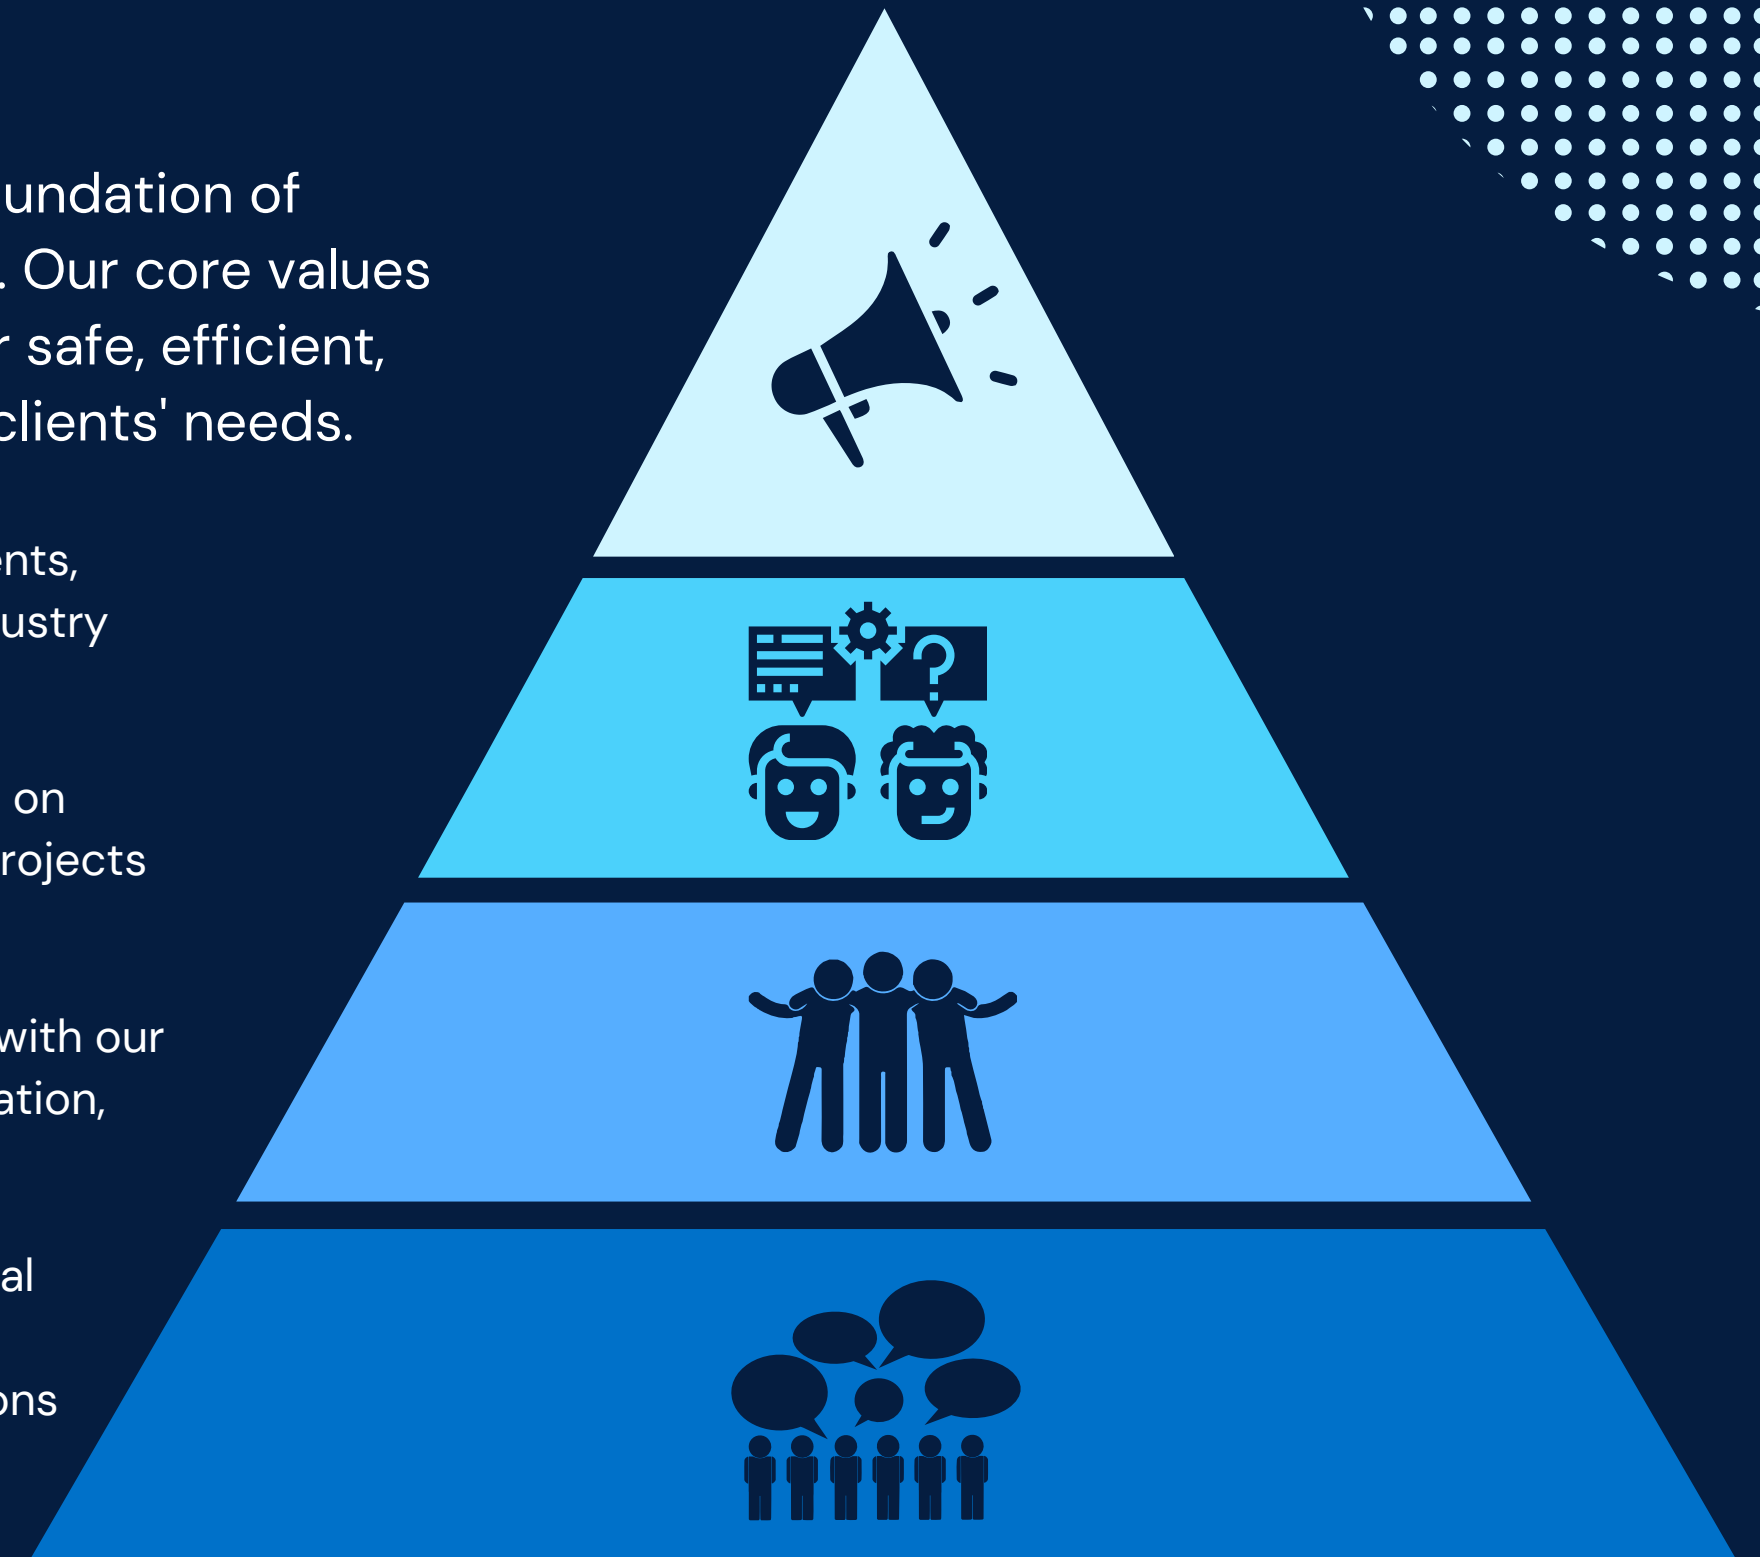 undation of
. Our core values
r safe, efficient,
clients' needs.
ents,
ustry
on
rojects
with our
ation,
al
ons
?